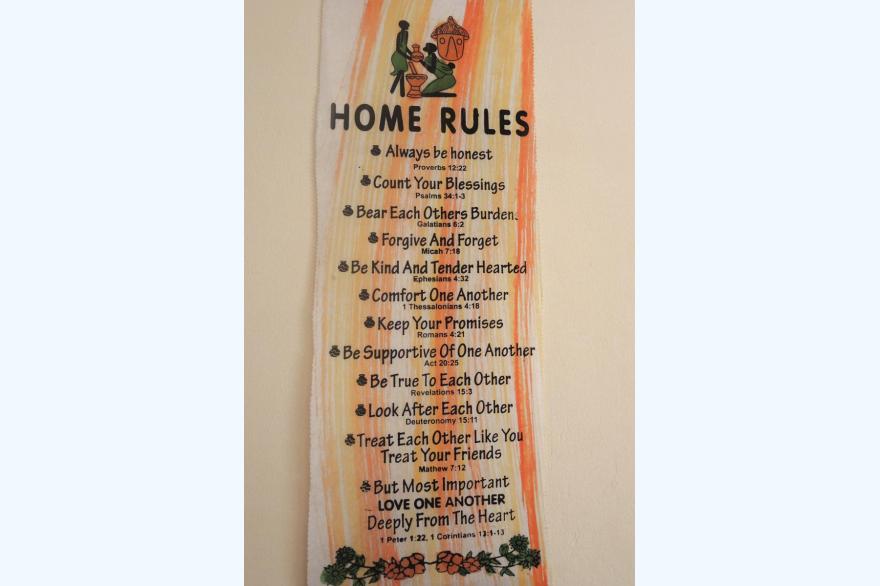 HOME RULES
Always be honest
Proverbs 12:22
Count Your Blessings
Psalms 34:1-3
Bear Each Others Burden.
Galatians 6:2
Forgive And Forget
Micah 7:18
Be Kind And Tender Hearted
Ephesians 4:32
Comfort One Another
1 Thessalonians 4:18
Keep Your Promises
Romans 4:21
Be Supportive Of One Another
Act 20:25
Be True To Each Other
Revelations 15:3
Look After Each Other
Deuteronomy 15:11
Treat Each Other Like You
Treat Your Friends
Mathew 7:12
But Most Important
LOVE ONE ANOTHER
Deeply From The Heart
1 Peter 1:22, 1 Corintians 13:1-13